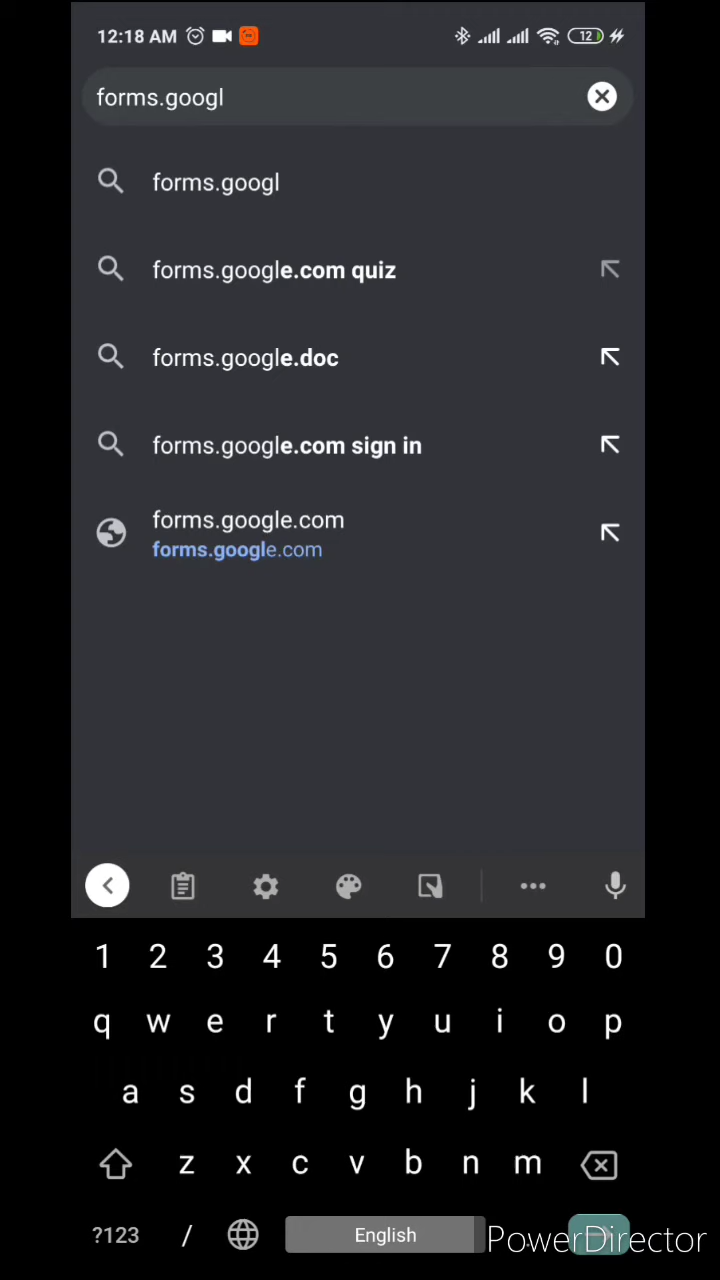 12:18 AM 12
forms.googl
forms.googl
forms.google.com quiz
forms.google.doc
forms.google.com sign in
forms.google.com
forms.google.com
1 2 3 4 5 6 7 8 9 0
q w e r t y u i o p
a s d f g h j k l
z x c v b n m
?123 / English PowerDirector